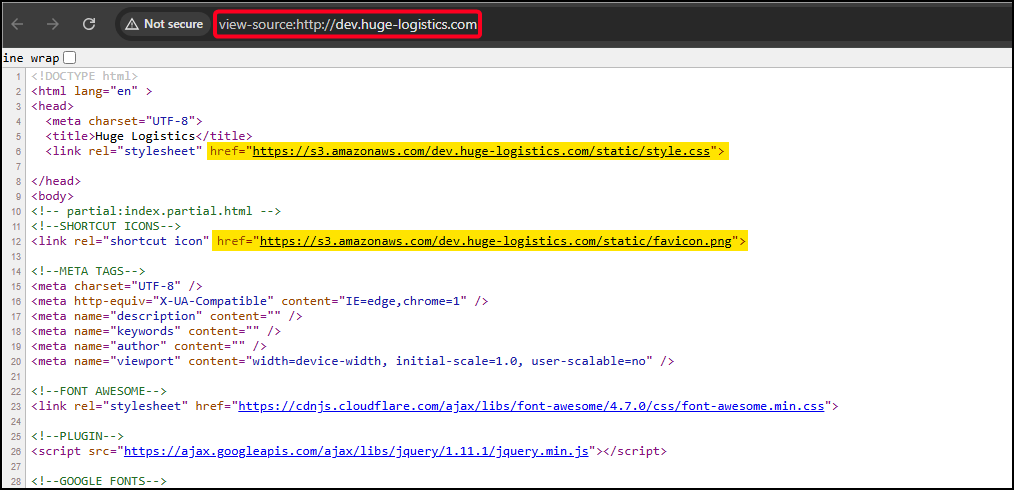 Not secure view-source:http://dev.huge-logistics.com
ine wrap
1 <!DOCTYPE html>
2 <html lang="en" >
3 <head>
4 <meta charset="UTF-8">
5 <title>Huge Logistics</title>
6 <link rel="stylesheet" href="https://s3.amazonaws.com/dev.huge-logistics.com/static/style.css">
7
8 </head>
9 <body>
10 <!-- partial:index.partial.html -->
11 <!--SHORTCUT ICONS-->
12 <link rel="shortcut icon" href="https://s3.amazonaws.com/dev.huge-logistics.com/static/favicon.png">
13
14 <!--META TAGS-->
15 <meta charset="UTF-8" />
16 <meta http-equiv="X-UA-Compatible" content="IE=edge,chrome=1" />
17 <meta name="description" content="" />
18 <meta name="keywords" content="" />
19 <meta name="author" content="" />
20 <meta name="viewport" content="width=device-width, initial-scale=1.0, user-scalable=no" />
21
22 <!--FONT AWESOME-->
23 <link rel="stylesheet" href="https://cdnjs.cloudflare.com/ajax/libs/font-awesome/4.7.0/css/font-awesome.min.css">
24
25 <!--PLUGIN-->
26 <script src="https://ajax.googleapis.com/ajax/libs/jquery/1.11.1/jquery.min.js"></script>
27
28 <!--GOOGLE FONTS-->